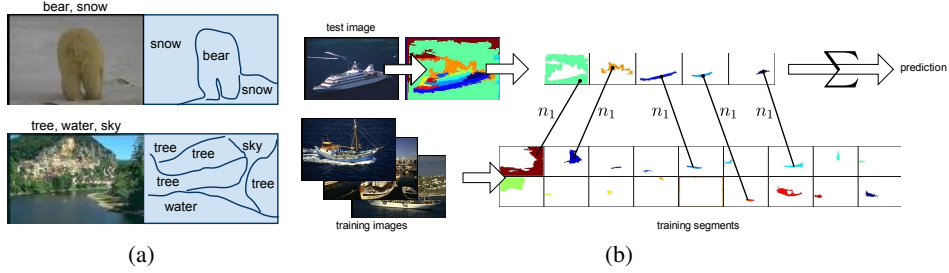 bear, snow
snow
bear
snow
tree, water, sky
tree
tree
sky
tree
tree
water
(a)
test image
Σ
prediction
n₁ n₁ n₁ n₁ n₁
training images
training segments
(b)